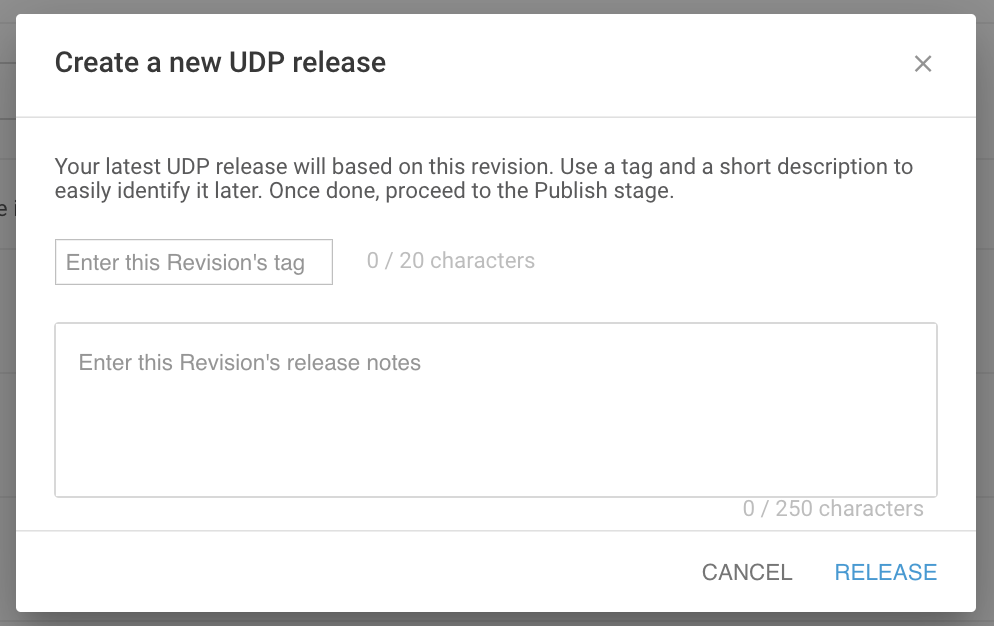 Create a new UDP release
Your latest UDP release will based on this revision. Use a tag and a short description to
easily identify it later. Once done, proceed to the Publish stage.
e i
Enter this Revision's tag
0 / 20 characters
Enter this Revision's release notes
0 / 250 characters
CANCEL
RELEASE